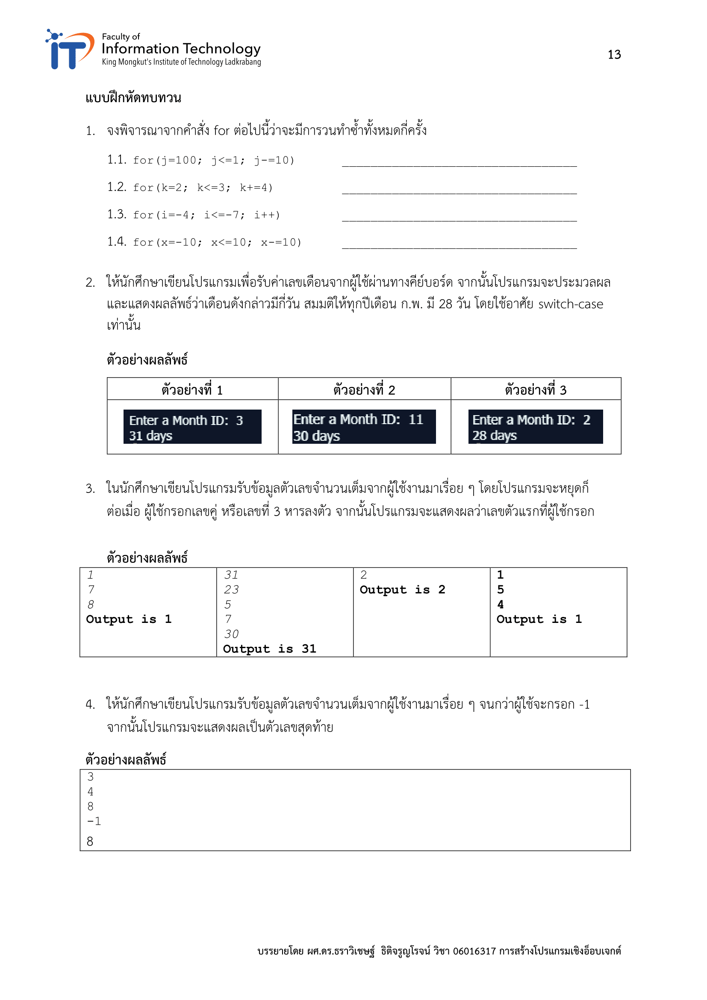 Faculty of
Information Technology
King Mongkut's Institute of Technology Ladkrabang
13
แบบฝึกหัดทบทวน
1. จงพิจารณาจากคำสั่ง for ต่อไปนี้ว่าจะมีการวนทำซ้ำทั้งหมดกี่ครั้ง
1.1. for(j=100; j<=1; j-=10) _________________________________
1.2. for(k=2; k<=3; k+=4) _________________________________
1.3. for(i=-4; i<=-7; i++) _________________________________
1.4. for(x=-10; x<=10; x-=10) _________________________________
2. ให้นักศึกษาเขียนโปรแกรมเพื่อรับค่าเลขเดือนจากผู้ใช้ผ่านทางคีย์บอร์ด จากนั้นโปรแกรมจะประมวลผล
และแสดงผลลัพธ์ว่าเดือนดังกล่าวมีกี่วัน สมมติให้ทุกปีเดือน ก.พ. มี 28 วัน โดยใช้อาศัย switch-case
เท่านั้น
ตัวอย่างผลลัพธ์
ตัวอย่างที่ 1 ตัวอย่างที่ 2 ตัวอย่างที่ 3
Enter a Month ID: 3
31 days
Enter a Month ID: 11
30 days
Enter a Month ID: 2
28 days
3. ในนักศึกษาเขียนโปรแกรมรับข้อมูลตัวเลขจำนวนเต็มจากผู้ใช้งานมาเรื่อย ๆ โดยโปรแกรมจะหยุดก็
ต่อเมื่อ ผู้ใช้กรอกเลขคู่ หรือเลขที่ 3 หารลงตัว จากนั้นโปรแกรมจะแสดงผลว่าเลขตัวแรกที่ผู้ใช้กรอก
ตัวอย่างผลลัพธ์
1
7
8
Output is 1
31
23
5
7
30
Output is 31
2
Output is 2
1
5
4
Output is 1
4. ให้นักศึกษาเขียนโปรแกรมรับข้อมูลตัวเลขจำนวนเต็มจากผู้ใช้งานมาเรื่อย ๆ จนกว่าผู้ใช้จะกรอก -1
จากนั้นโปรแกรมจะแสดงผลเป็นตัวเลขสุดท้าย
ตัวอย่างผลลัพธ์
3
4
8
-1
8
บรรยายโดย ผศ.ดร.ธราวิเชษฐ์ ธิติจรูญโรจน์ วิชา 06016317 การสร้างโปรแกรมเชิงอ็อบเจกต์